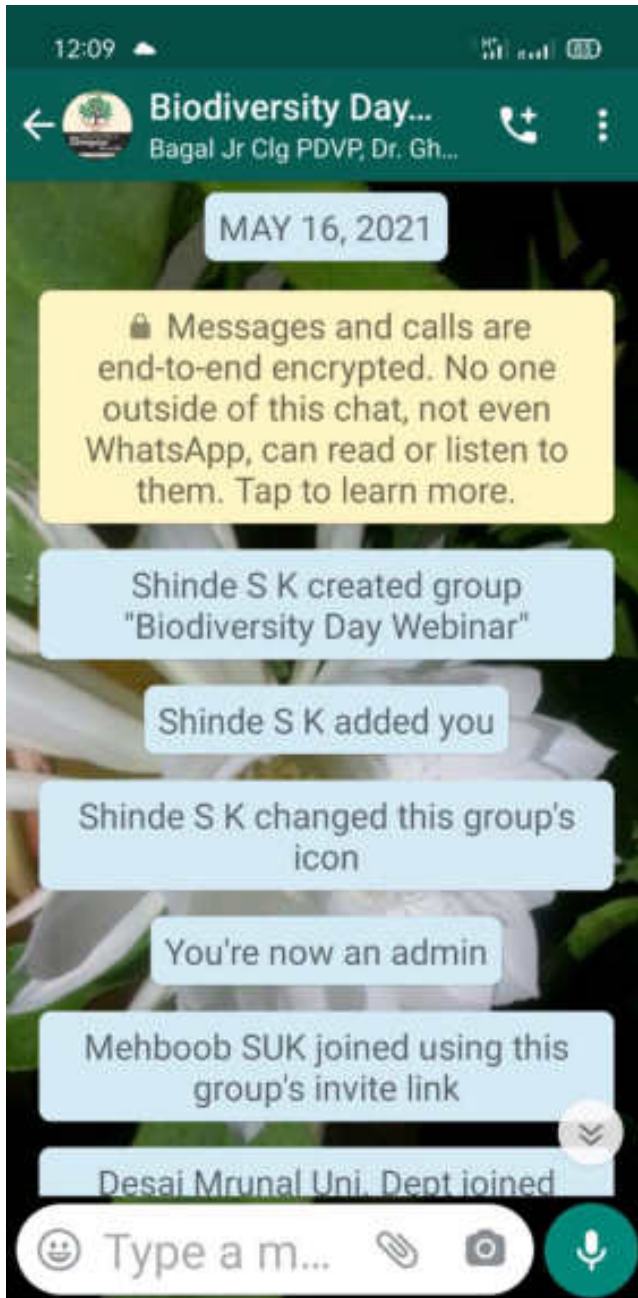 12:09
Biodiversity Day...
Bagal Jr Clg PDVP, Dr. Gh...
MAY 16, 2021
Messages and calls are
end-to-end encrypted. No one
outside of this chat, not even
WhatsApp, can read or listen to
them. Tap to learn more.
Shinde S K created group
"Biodiversity Day Webinar"
Shinde S K added you
Shinde S K changed this group's
icon
You're now an admin
Mehboob SUK joined using this
group's invite link
Desai Mrunal Uni. Dept joined
Type a m...